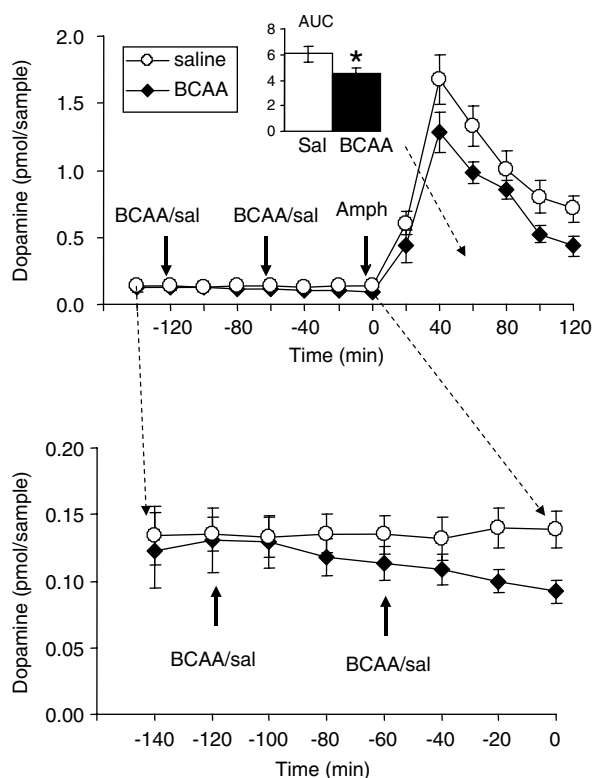 AUC
8
6
4
2
0
Sal BCAA
*
saline
BCAA
Dopamine (pmol/sample)
2.0
1.5
1.0
0.5
0.0
BCAA/sal BCAA/sal Amph
-120 -80 -40 0 40 80 120
Time (min)
Dopamine (pmol/sample)
0.20
0.15
0.10
0.05
0.00
BCAA/sal BCAA/sal
-140 -120 -100 -80 -60 -40 -20 0
Time (min)